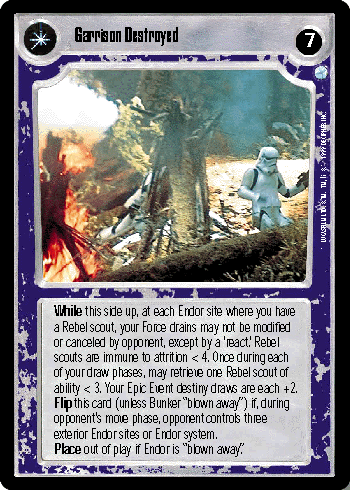 Garrison Destroyed
7
While this side up, at each Endor site where you
have a Rebel scout, your Force drains may not be modified
or canceled by opponent, except by a 'react.' Rebel
scouts are immune to attrition < 4. Once during each
of your draw phases, may retrieve one Rebel scout of
ability < 3. Your Epic Event destiny draws are each +2.
Flip this card (unless Bunker "blown away") if, during
opponent's move phase, opponent controls three
exterior Endor sites or Endor system.
Place out of play if Endor is "blown away."